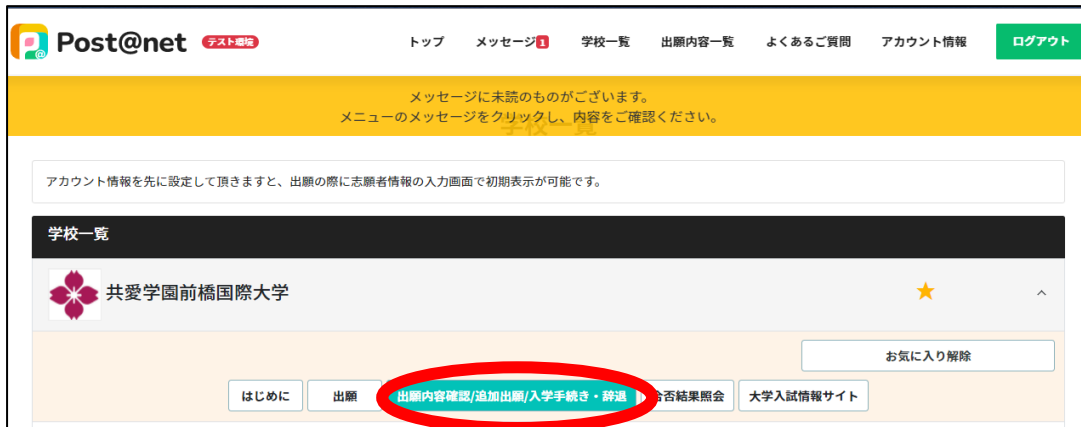 Post@net テスト環境 トップ メッセージ1 学校一覧 出願内容一覧 よくあるご質問 アカウント情報 ログアウト
メッセージに未読のものがございます。
メニューのメッセージをクリックし、内容をご確認ください。
学校一覧
アカウント情報を先に設定して頂きますと、出願の際に志願者情報の入力画面で初期表示が可能です。
学校一覧
共愛学園前橋国際大学
お気に入り解除
はじめに 出願 出願内容確認/追加出願/入学手続き・辞退 合否結果照会 大学入試情報サイト